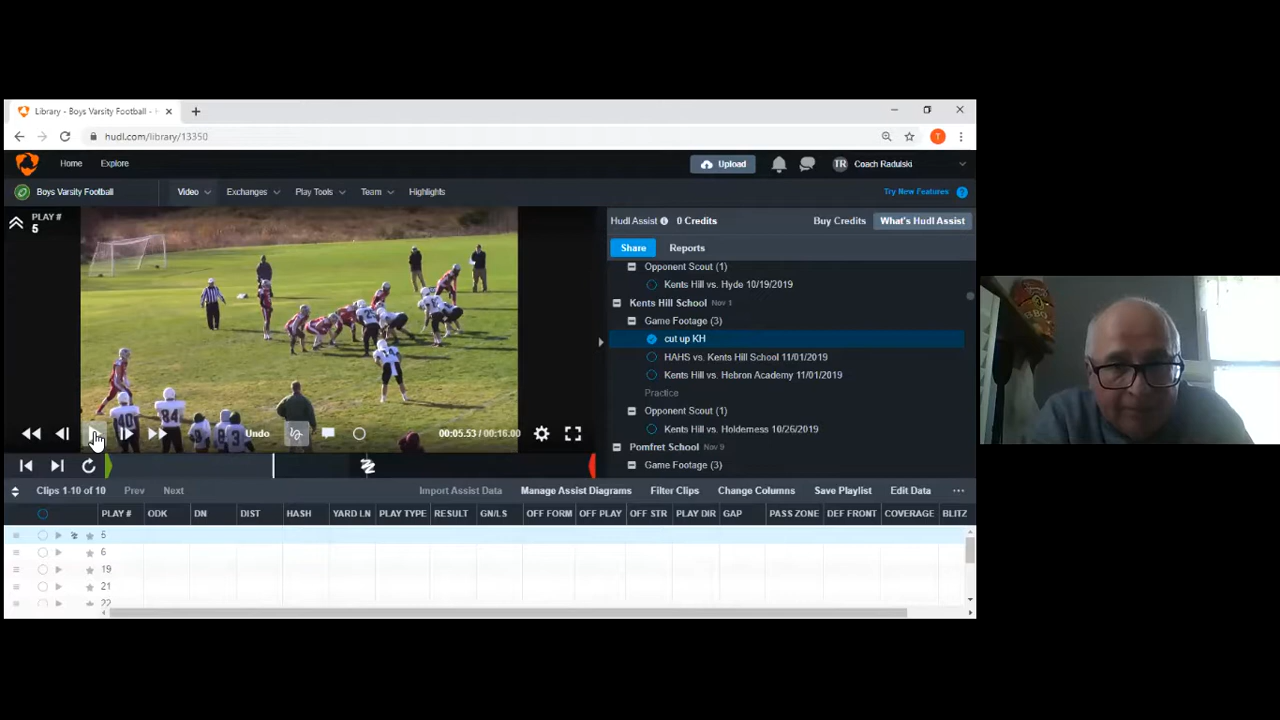 Library - Boys Varsity Football - H
hudl.com/library/13350
T
Home Explore Upload TR Coach Radulski
Boys Varsity Football Video Exchanges Play Tools Team Highlights Try New Features ?
PLAY #
5
Hudl Assist 0 Credits Buy Credits What's Hudl Assist
Share Reports
Opponent Scout (1)
Kents Hill vs. Hyde 10/19/2019
Kents Hill School Nov 1
Game Footage (3)
cut up KH
HAHS vs. Kents Hill School 11/01/2019
Kents Hill vs. Hebron Academy 11/01/2019
Practice
Opponent Scout (1)
Kents Hill vs. Holderness 10/26/2019
Pomfret School Nov 9
Game Footage (3)
40 84 3
Undo 00:05.53 / 00:16.00
Clips 1-10 of 10 Prev Next Import Assist Data Manage Assist Diagrams Filter Clips Change Columns Save Playlist Edit Data
PLAY # ODK DN DIST HASH YARD LN PLAY TYPE RESULT GN/LS OFF FORM OFF PLAY OFF STR PLAY DIR GAP PASS ZONE DEF FRONT COVERAGE BLITZ
5
6
19
21
22
BBQ